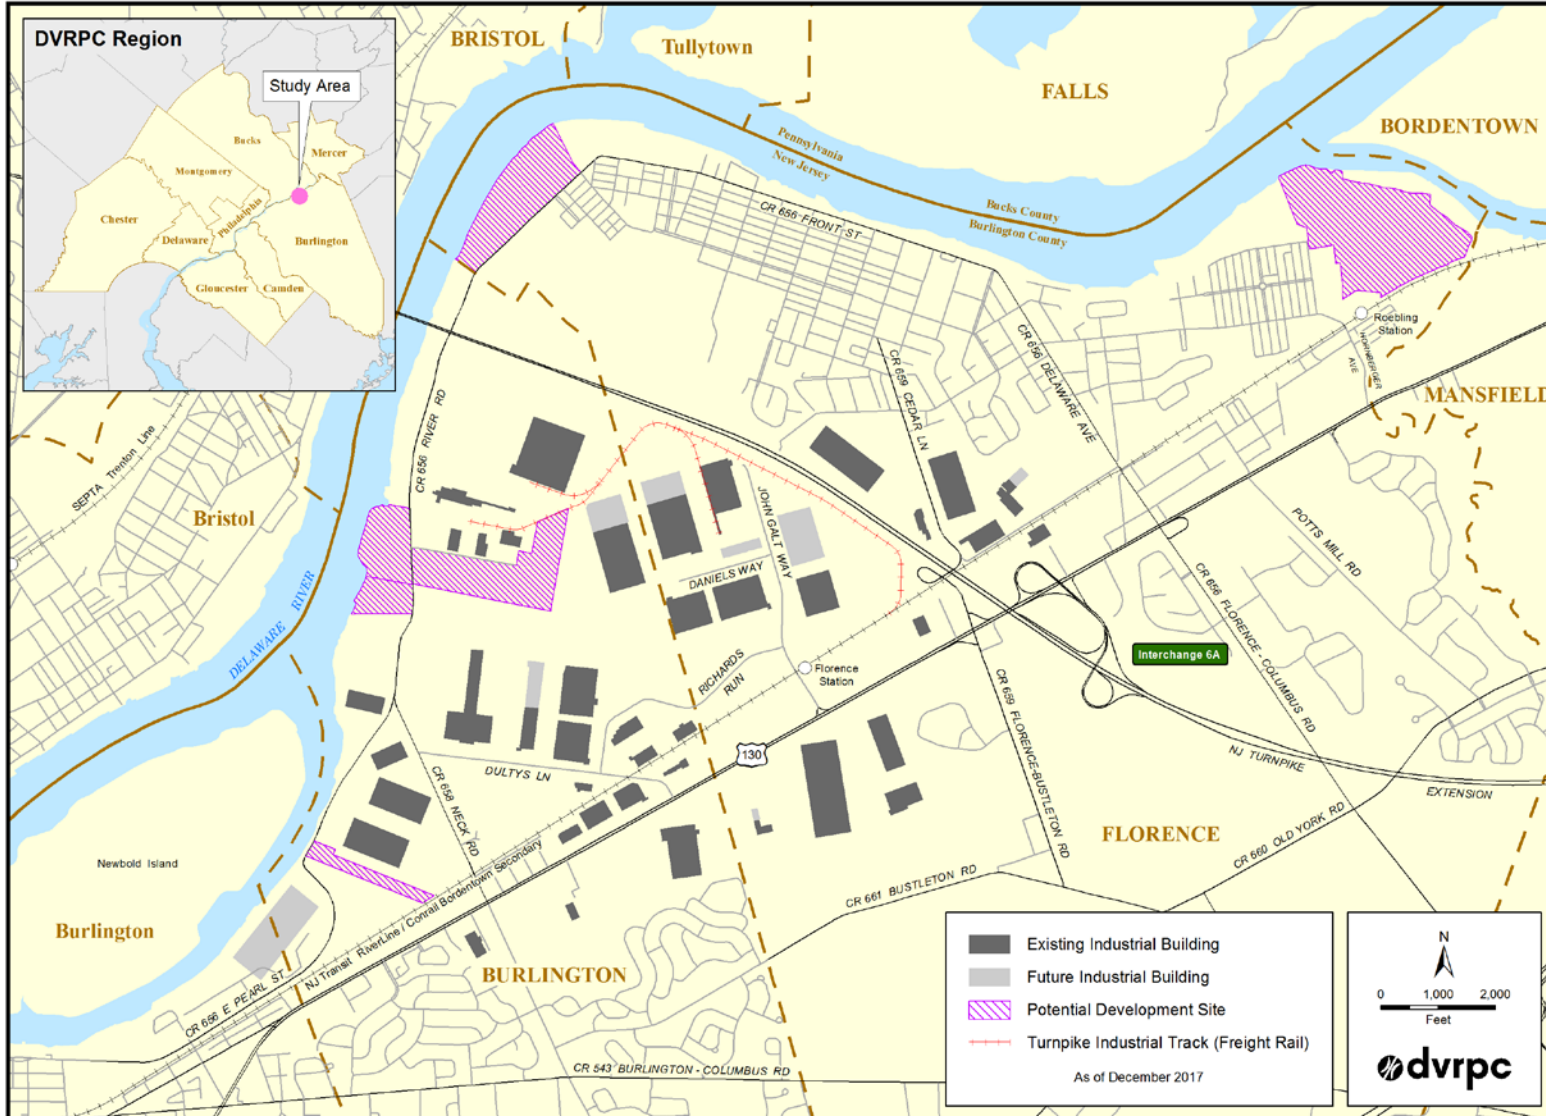 DVRPC Region
Study Area
Bucks
Mercer
Montgomery
Chester
Philadelphia
Delaware
Burlington
Gloucester
Camden
BRISTOL
Tullytown
FALLS
BORDENTOWN
Pennsylvania
New Jersey
Bucks County
Burlington County
CR 656 FRONT ST
Roebling
Station
HORNBERGER
AVE
MANSFIELD
CR 656 DELAWARE AVE
CR 659 CEDAR LN
CR 656 RIVER RD
SEPTA Trenton Line
Bristol
DELAWARE RIVER
JOHN GALT WAY
DANIELS WAY
POTTS MILL RD
CR 656 FLORENCE - COLUMBUS RD
Interchange 6A
RICHARDS
RUN
Florence
Station
CR 659 FLORENCE-BUSTLETON RD
130
NJ TURNPIKE
EXTENSION
DULTYS LN
CR 658 NECK RD
FLORENCE
CR 660 OLD YORK RD
Newbold Island
Burlington
CR 661 BUSTLETON RD
NJ Transit RiverLine / Conrail Bordentown Secondary
CR 656 E PEARL ST
BURLINGTON
CR 543 BURLINGTON - COLUMBUS RD
Existing Industrial Building
Future Industrial Building
Potential Development Site
Turnpike Industrial Track (Freight Rail)
As of December 2017
N
0 1,000 2,000
Feet
dvrpc